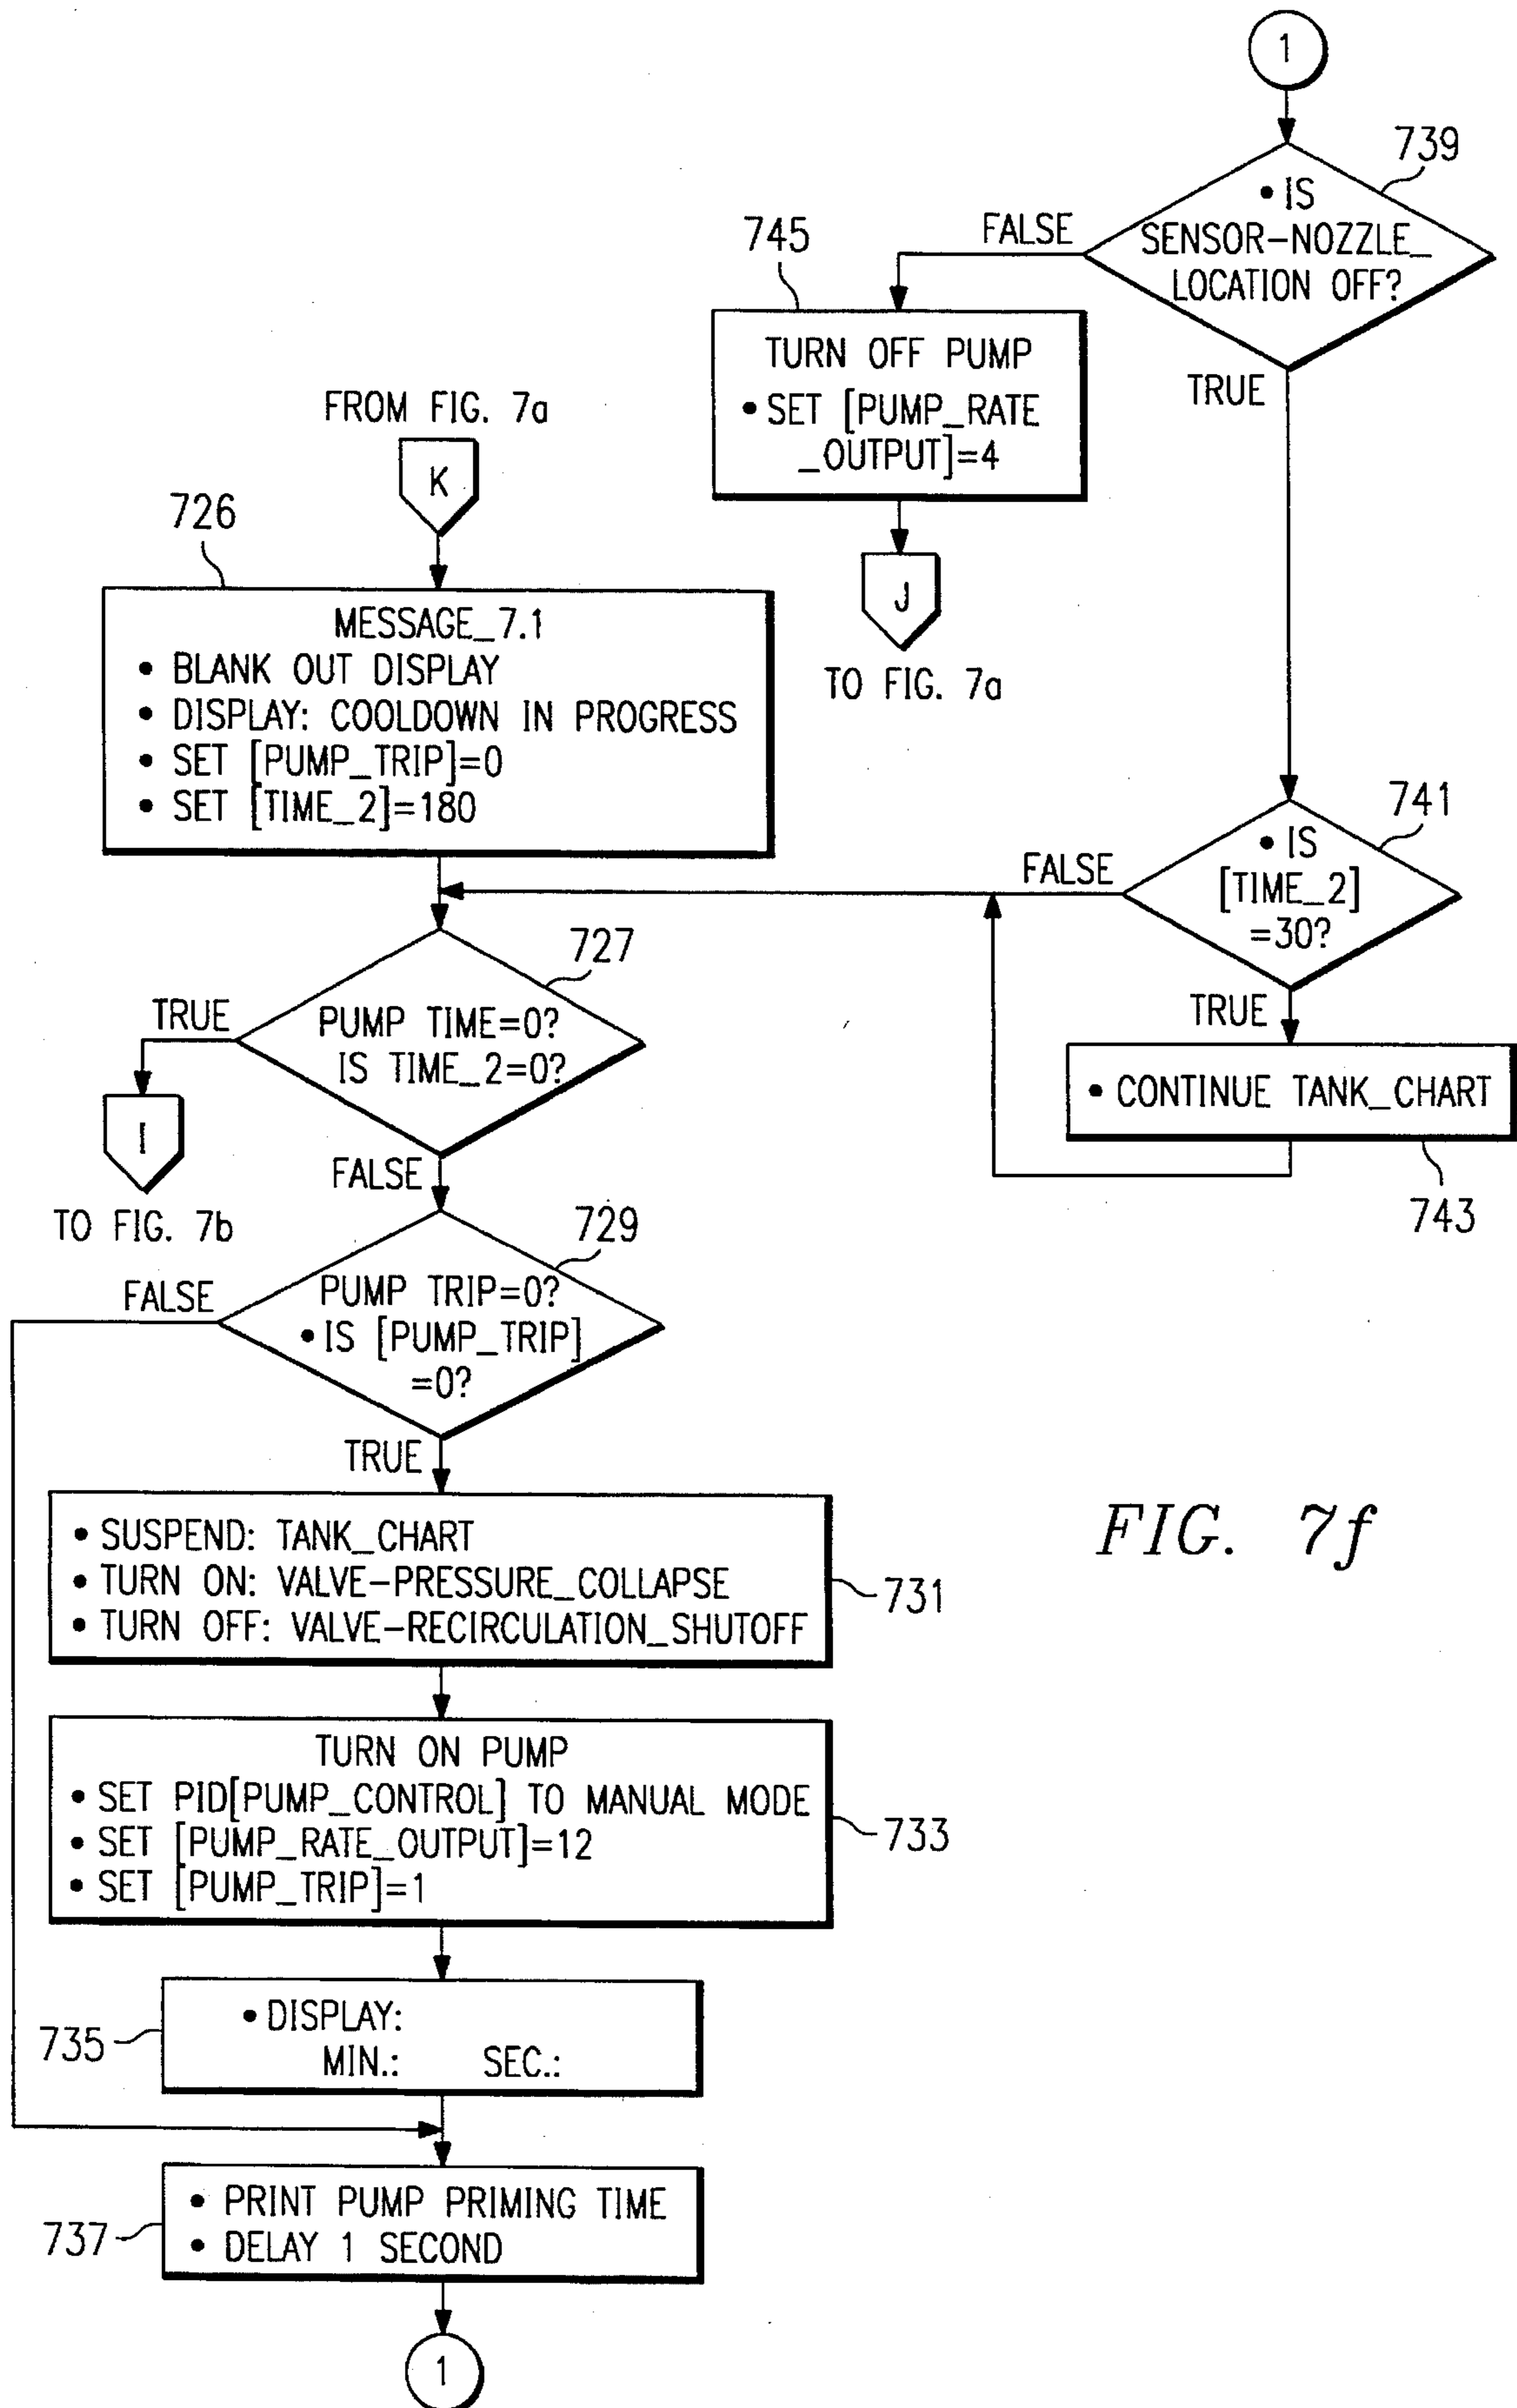 1
739
• IS
SENSOR-NOZZLE_
LOCATION OFF?
FALSE
TRUE
745
TURN OFF PUMP
• SET [PUMP_RATE
_OUTPUT]=4
J
TO FIG. 7a
FROM FIG. 7a
K
726
MESSAGE_7.1
• BLANK OUT DISPLAY
• DISPLAY: COOLDOWN IN PROGRESS
• SET [PUMP_TRIP]=0
• SET [TIME_2]=180
741
• IS
[TIME_2]
=30?
FALSE
TRUE
• CONTINUE TANK_CHART
743
727
PUMP TIME=0?
IS TIME_2=0?
TRUE
I
TO FIG. 7b
FALSE
729
PUMP TRIP=0?
• IS [PUMP_TRIP]
=0?
FALSE
TRUE
• SUSPEND: TANK_CHART
• TURN ON: VALVE-PRESSURE_COLLAPSE
• TURN OFF: VALVE-RECIRCULATION_SHUTOFF
731
FIG. 7f
TURN ON PUMP
• SET PID[PUMP_CONTROL] TO MANUAL MODE
• SET [PUMP_RATE_OUTPUT]=12
• SET [PUMP_TRIP]=1
733
• DISPLAY:
MIN.: SEC.:
735
• PRINT PUMP PRIMING TIME
• DELAY 1 SECOND
737
1